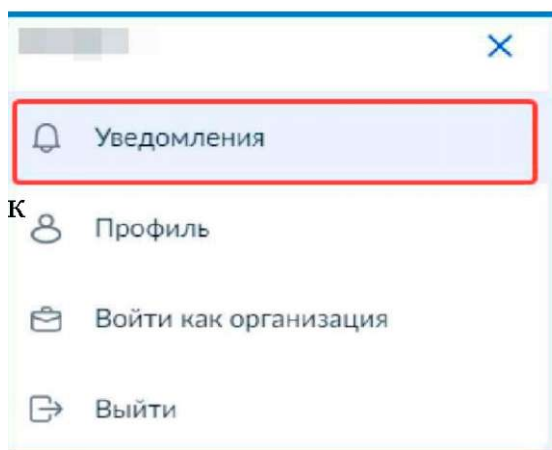 Уведомления
к
Профиль
Войти как организация
Выйти